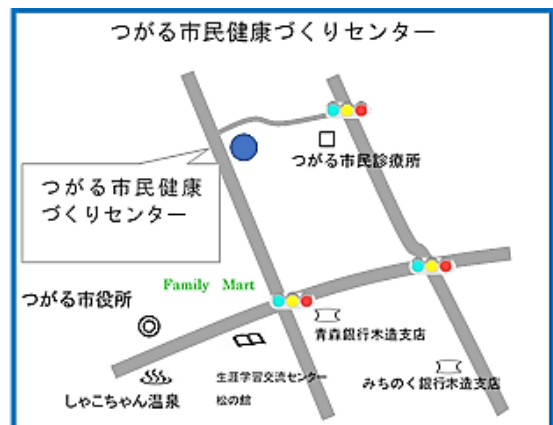 つがる市民健康づくりセンター
つがる市民診療所
つがる市民健康
づくりセンター
Family Mart
つがる市役所
青森銀行木造支店
生涯学習交流センター
松の館
みちのく銀行木造支店
しゃこちゃん温泉